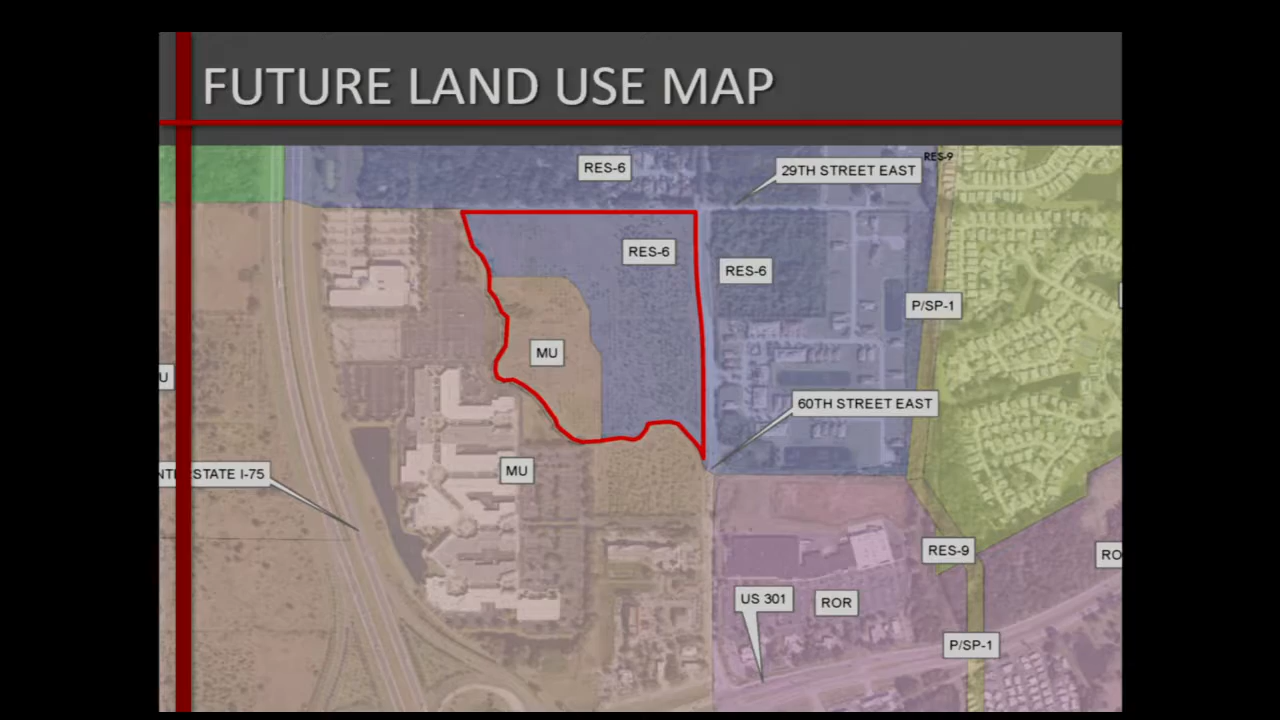 FUTURE LAND USE MAP
RES-9
RES-6
29TH STREET EAST
RES-6
RES-6
P/SP-1
MU
U
60TH STREET EAST
MU
STATE I-75
RES-9
RO
US 301
ROR
P/SP-1